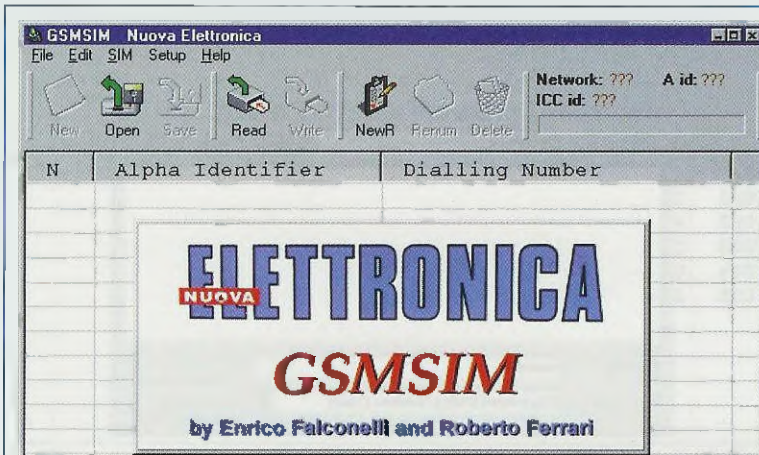 GSMSIM Nuova Elettronica
File Edit SIM Setup Help
New Open Save Read Write NewR Renum Delete
Network: ??? A id: ???
ICC id: ???
N Alpha Identifier Dialling Number
NUOVA ELETTRONICA
GSMSIM
by Enrico Falconelli and Roberto Ferrari